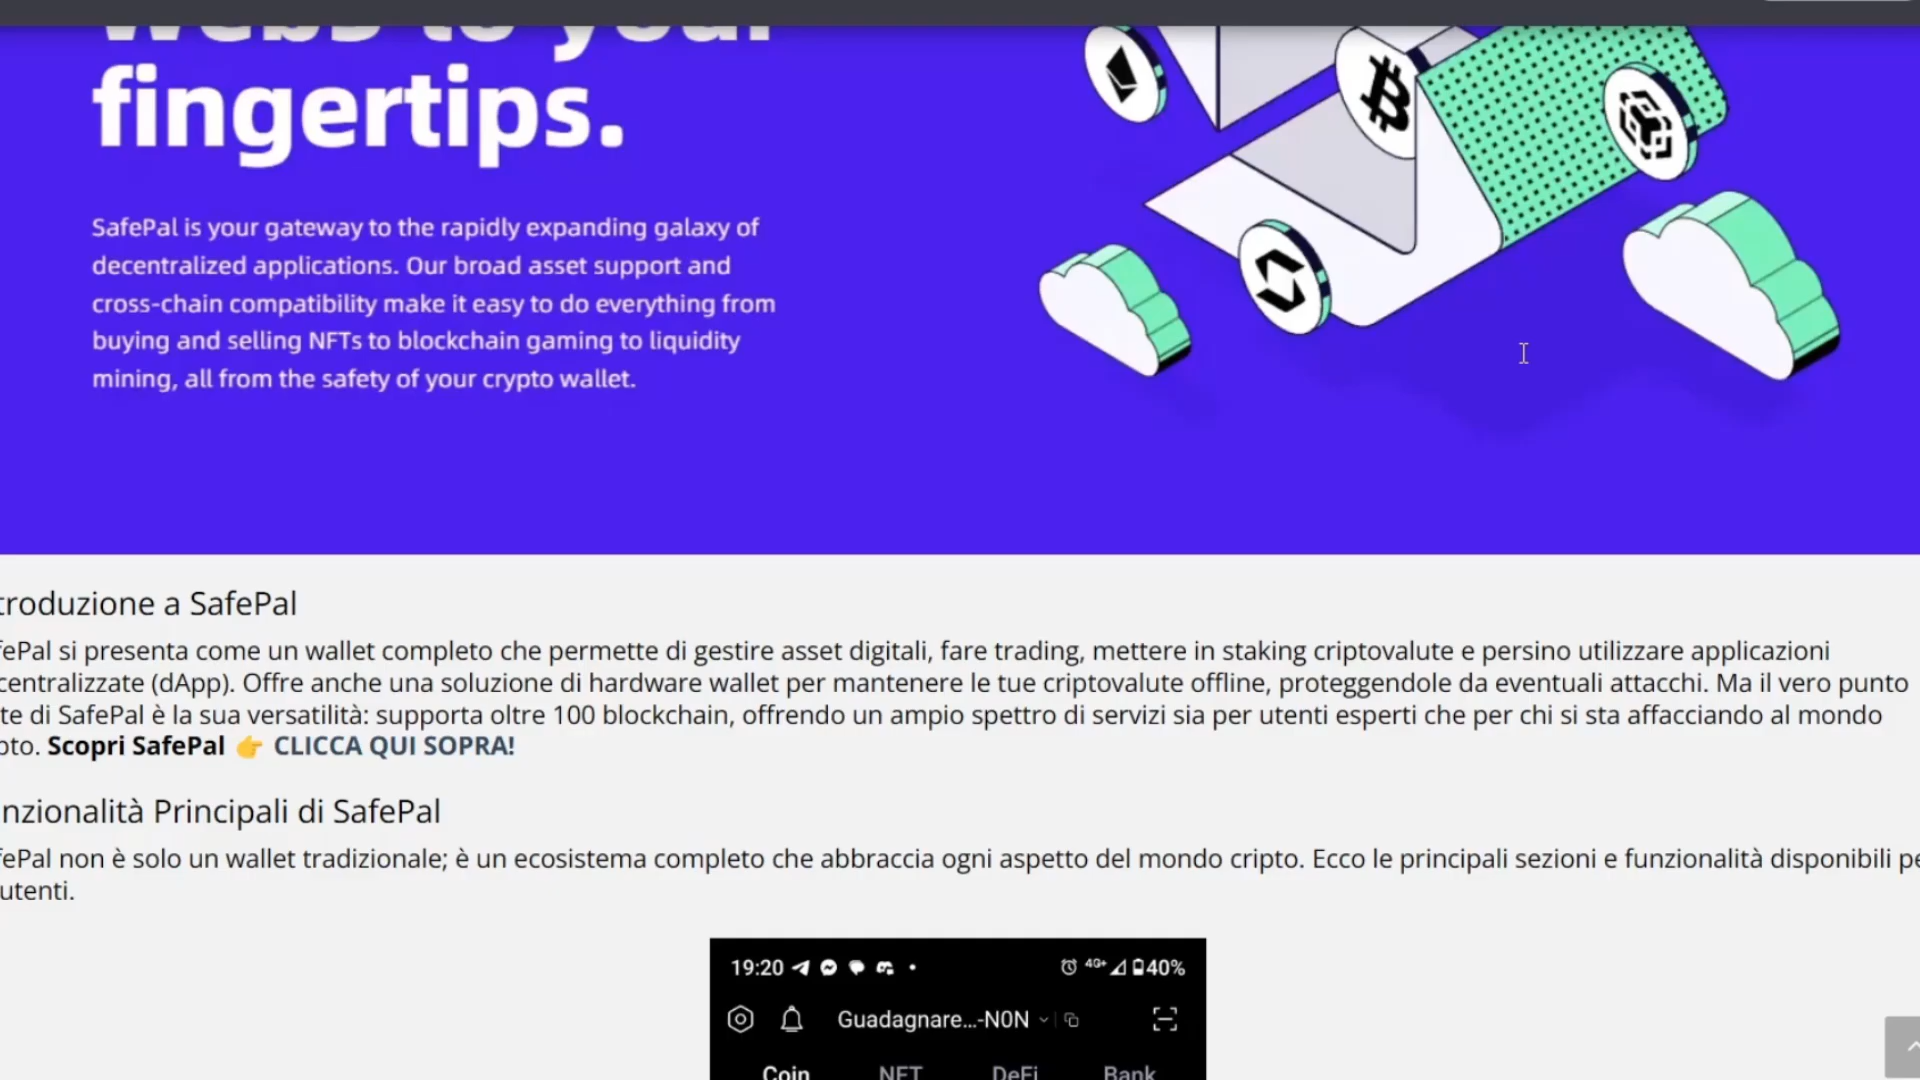 Web3 to your
fingertips.
SafePal is your gateway to the rapidly expanding galaxy of
decentralized applications. Our broad asset support and
cross-chain compatibility make it easy to do everything from
buying and selling NFTs to blockchain gaming to liquidity
mining, all from the safety of your crypto wallet.
troduzione a SafePal
fePal si presenta come un wallet completo che permette di gestire asset digitali, fare trading, mettere in staking criptovalute e persino utilizzare applicazioni
centralizzate (dApp). Offre anche una soluzione di hardware wallet per mantenere le tue criptovalute offline, proteggendole da eventuali attacchi. Ma il vero punto
te di SafePal è la sua versatilità: supporta oltre 100 blockchain, offrendo un ampio spettro di servizi sia per utenti esperti che per chi si sta affacciando al mondo
pto. Scopri SafePal 👉 CLICCA QUI SOPRA!
nzionalità Principali di SafePal
fePal non è solo un wallet tradizionale; è un ecosistema completo che abbraccia ogni aspetto del mondo cripto. Ecco le principali sezioni e funzionalità disponibili pe
utenti.
19:20 4G+ 40%
Guadagnare...-N0N
Coin NFT DeFi Bank